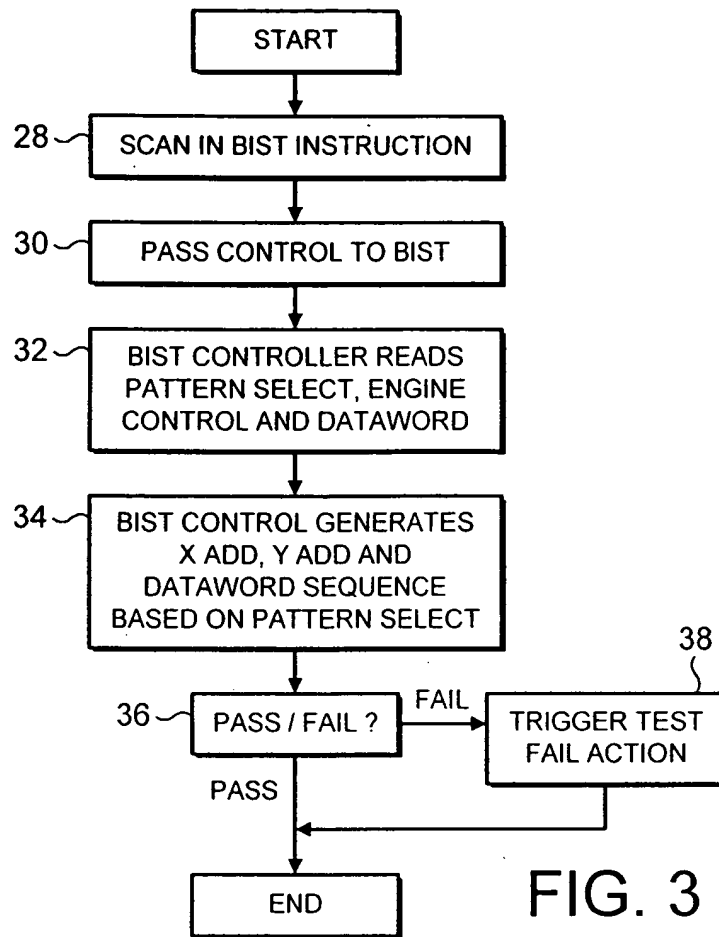 START
28
SCAN IN BIST INSTRUCTION
30
PASS CONTROL TO BIST
32
BIST CONTROLLER READS
PATTERN SELECT, ENGINE
CONTROL AND DATAWORD
34
BIST CONTROL GENERATES
X ADD, Y ADD AND
DATAWORD SEQUENCE
BASED ON PATTERN SELECT
36
PASS / FAIL ?
FAIL
38
TRIGGER TEST
FAIL ACTION
PASS
END
FIG. 3